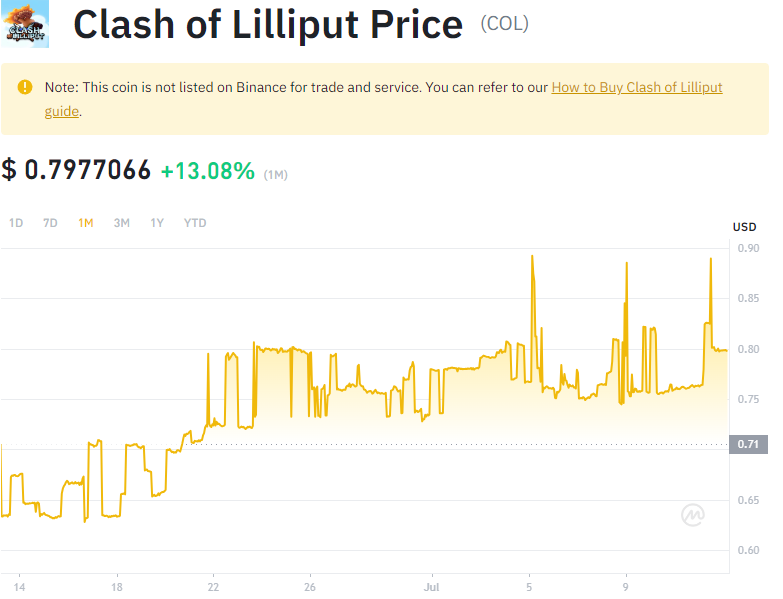 CLASH
OF LILLIPUT
Clash of Lilliput Price (COL)
Note: This coin is not listed on Binance for trade and service. You can refer to our How to Buy Clash of Lilliput
guide.
$ 0.7977066 +13.08% (1M)
1D 7D 1M 3M 1Y YTD
USD
0.90
0.85
0.80
0.75
0.71
0.65
0.60
14 18 22 26 Jul 5 9